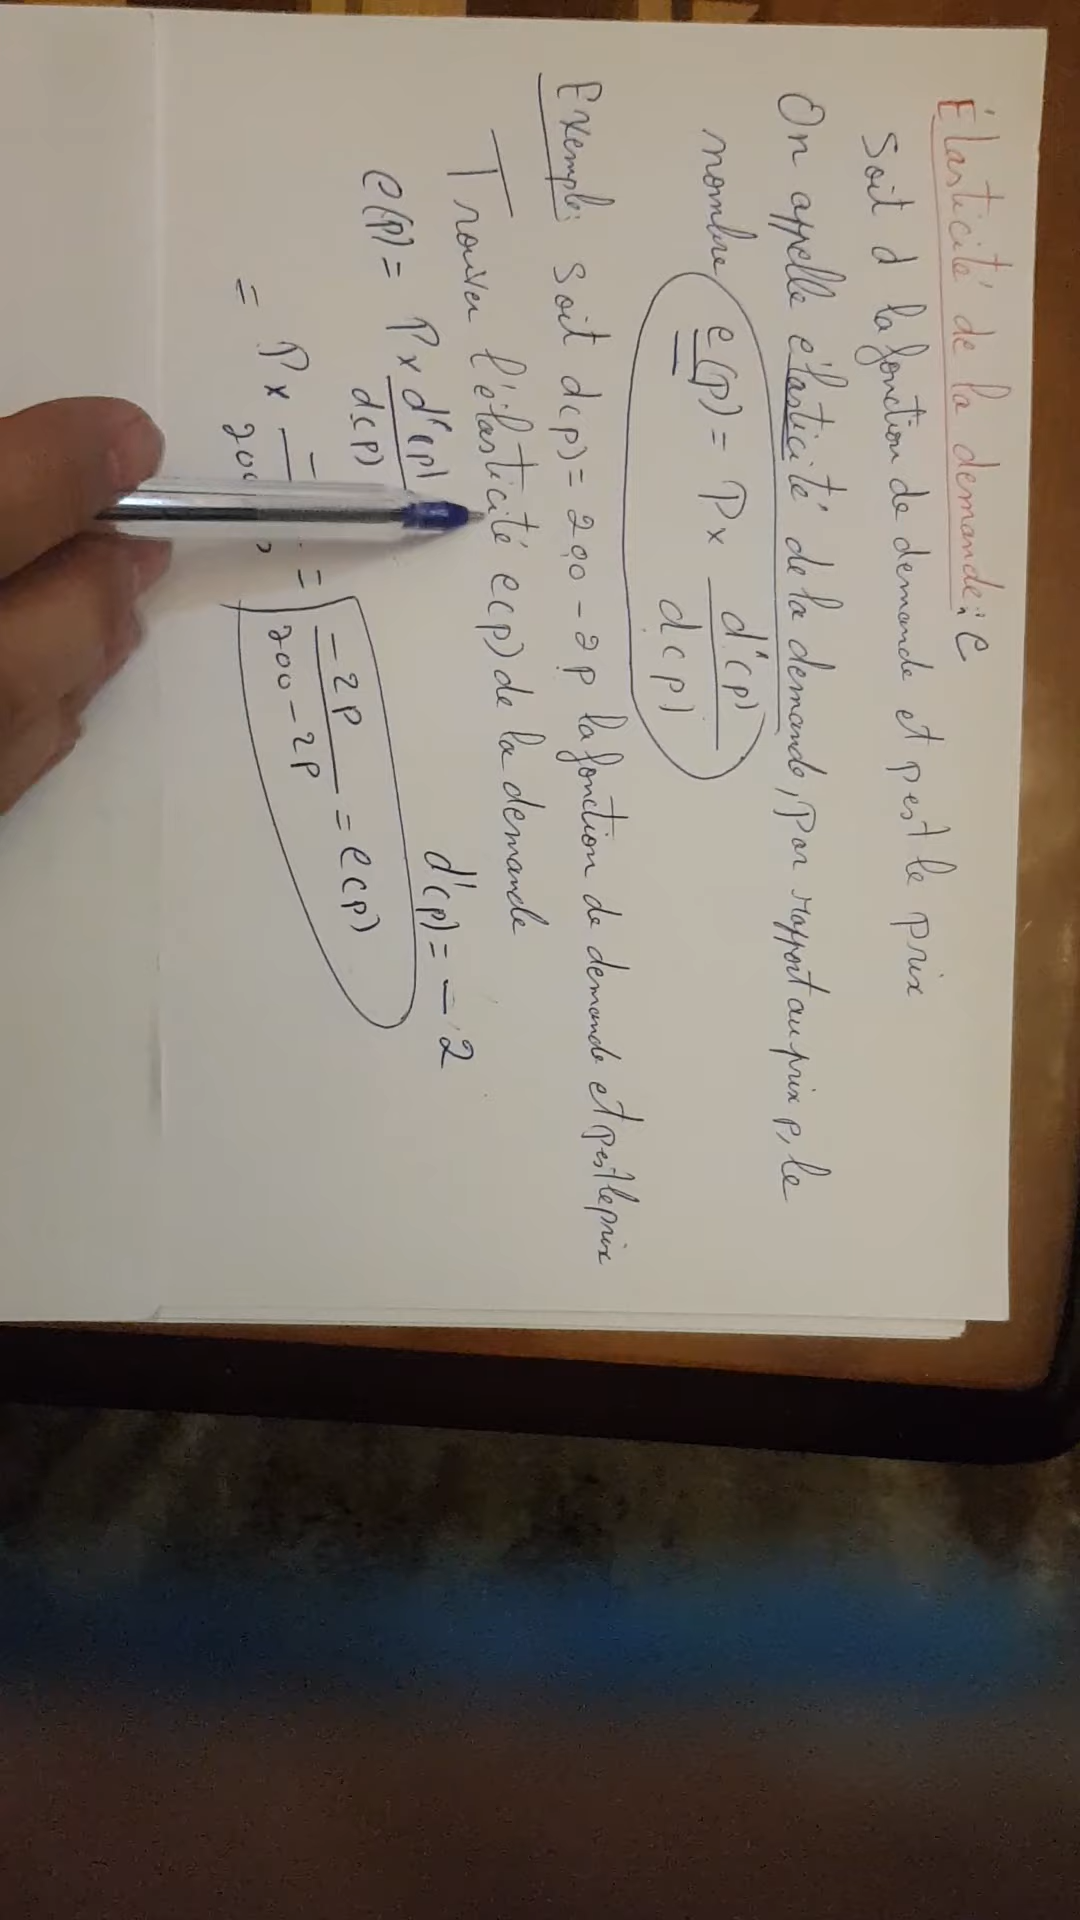 Élasticité de la demande: e
Soit d la fonction de demande et p est le prix
On appelle élasticité de la demande, par rapport au prix p, le
nombre e(p) = P x d'(p) / d(p)
Exemple: Soit d(p) = 200 - 2p la fonction de demande et p est le prix
Trouver l'élasticité e(p) de la demande
e(p) = P x d'(p) / d(p)
d'(p) = -2
= P x
= -2P / 200 - 2P = e(p)